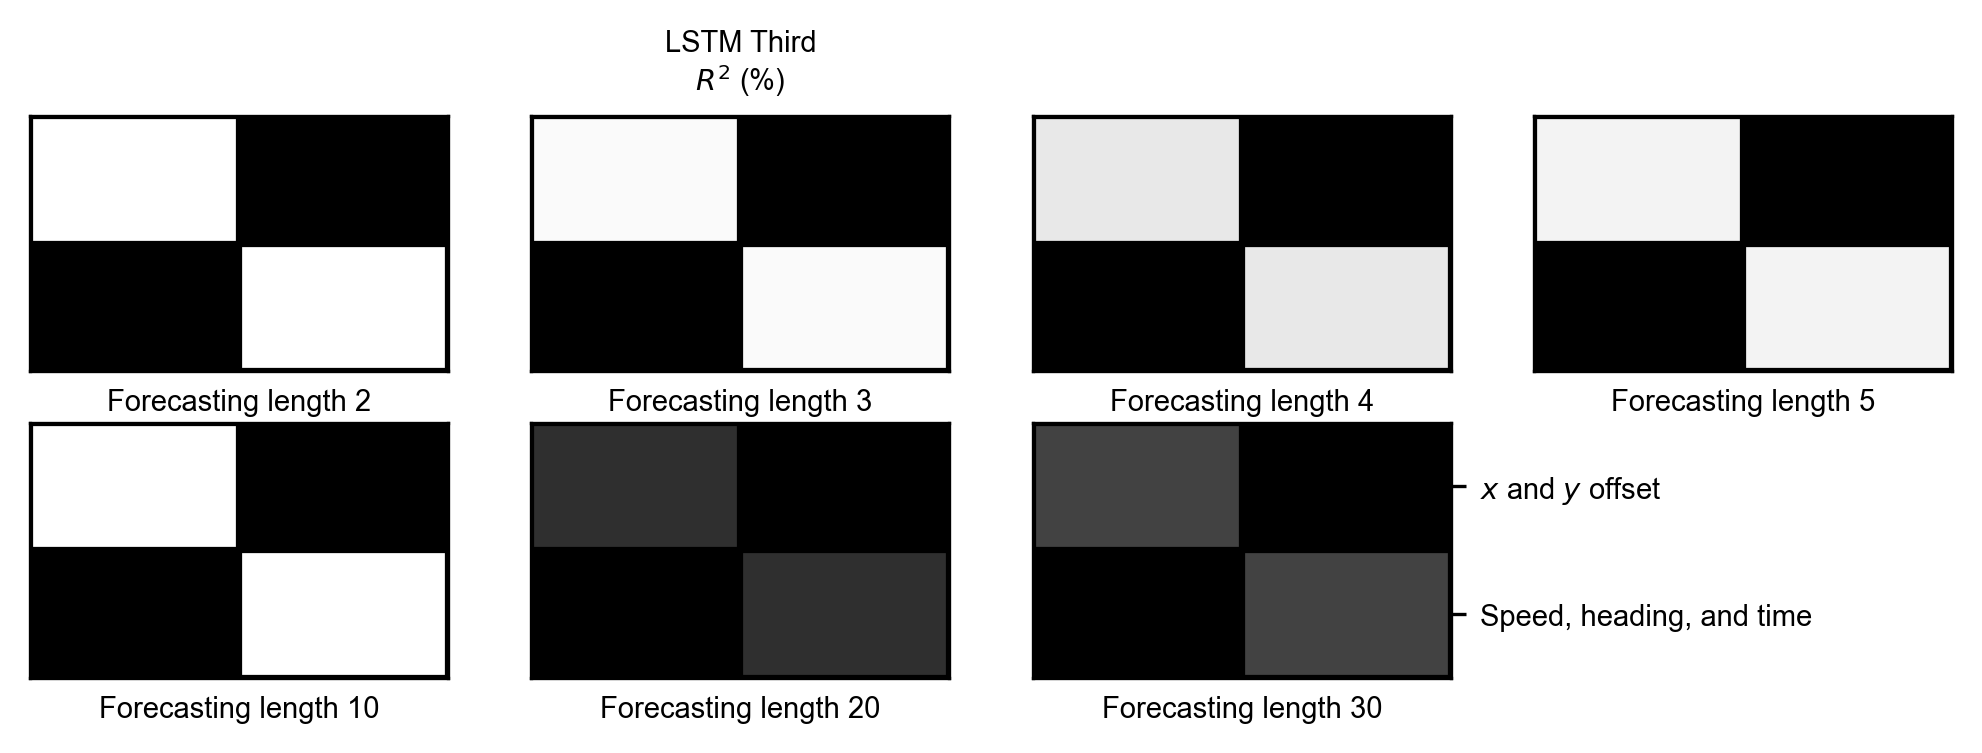 LSTM Third
R² (%)
Forecasting length 2
Forecasting length 3
Forecasting length 4
Forecasting length 5
x and y offset
Speed, heading, and time
Forecasting length 10
Forecasting length 20
Forecasting length 30